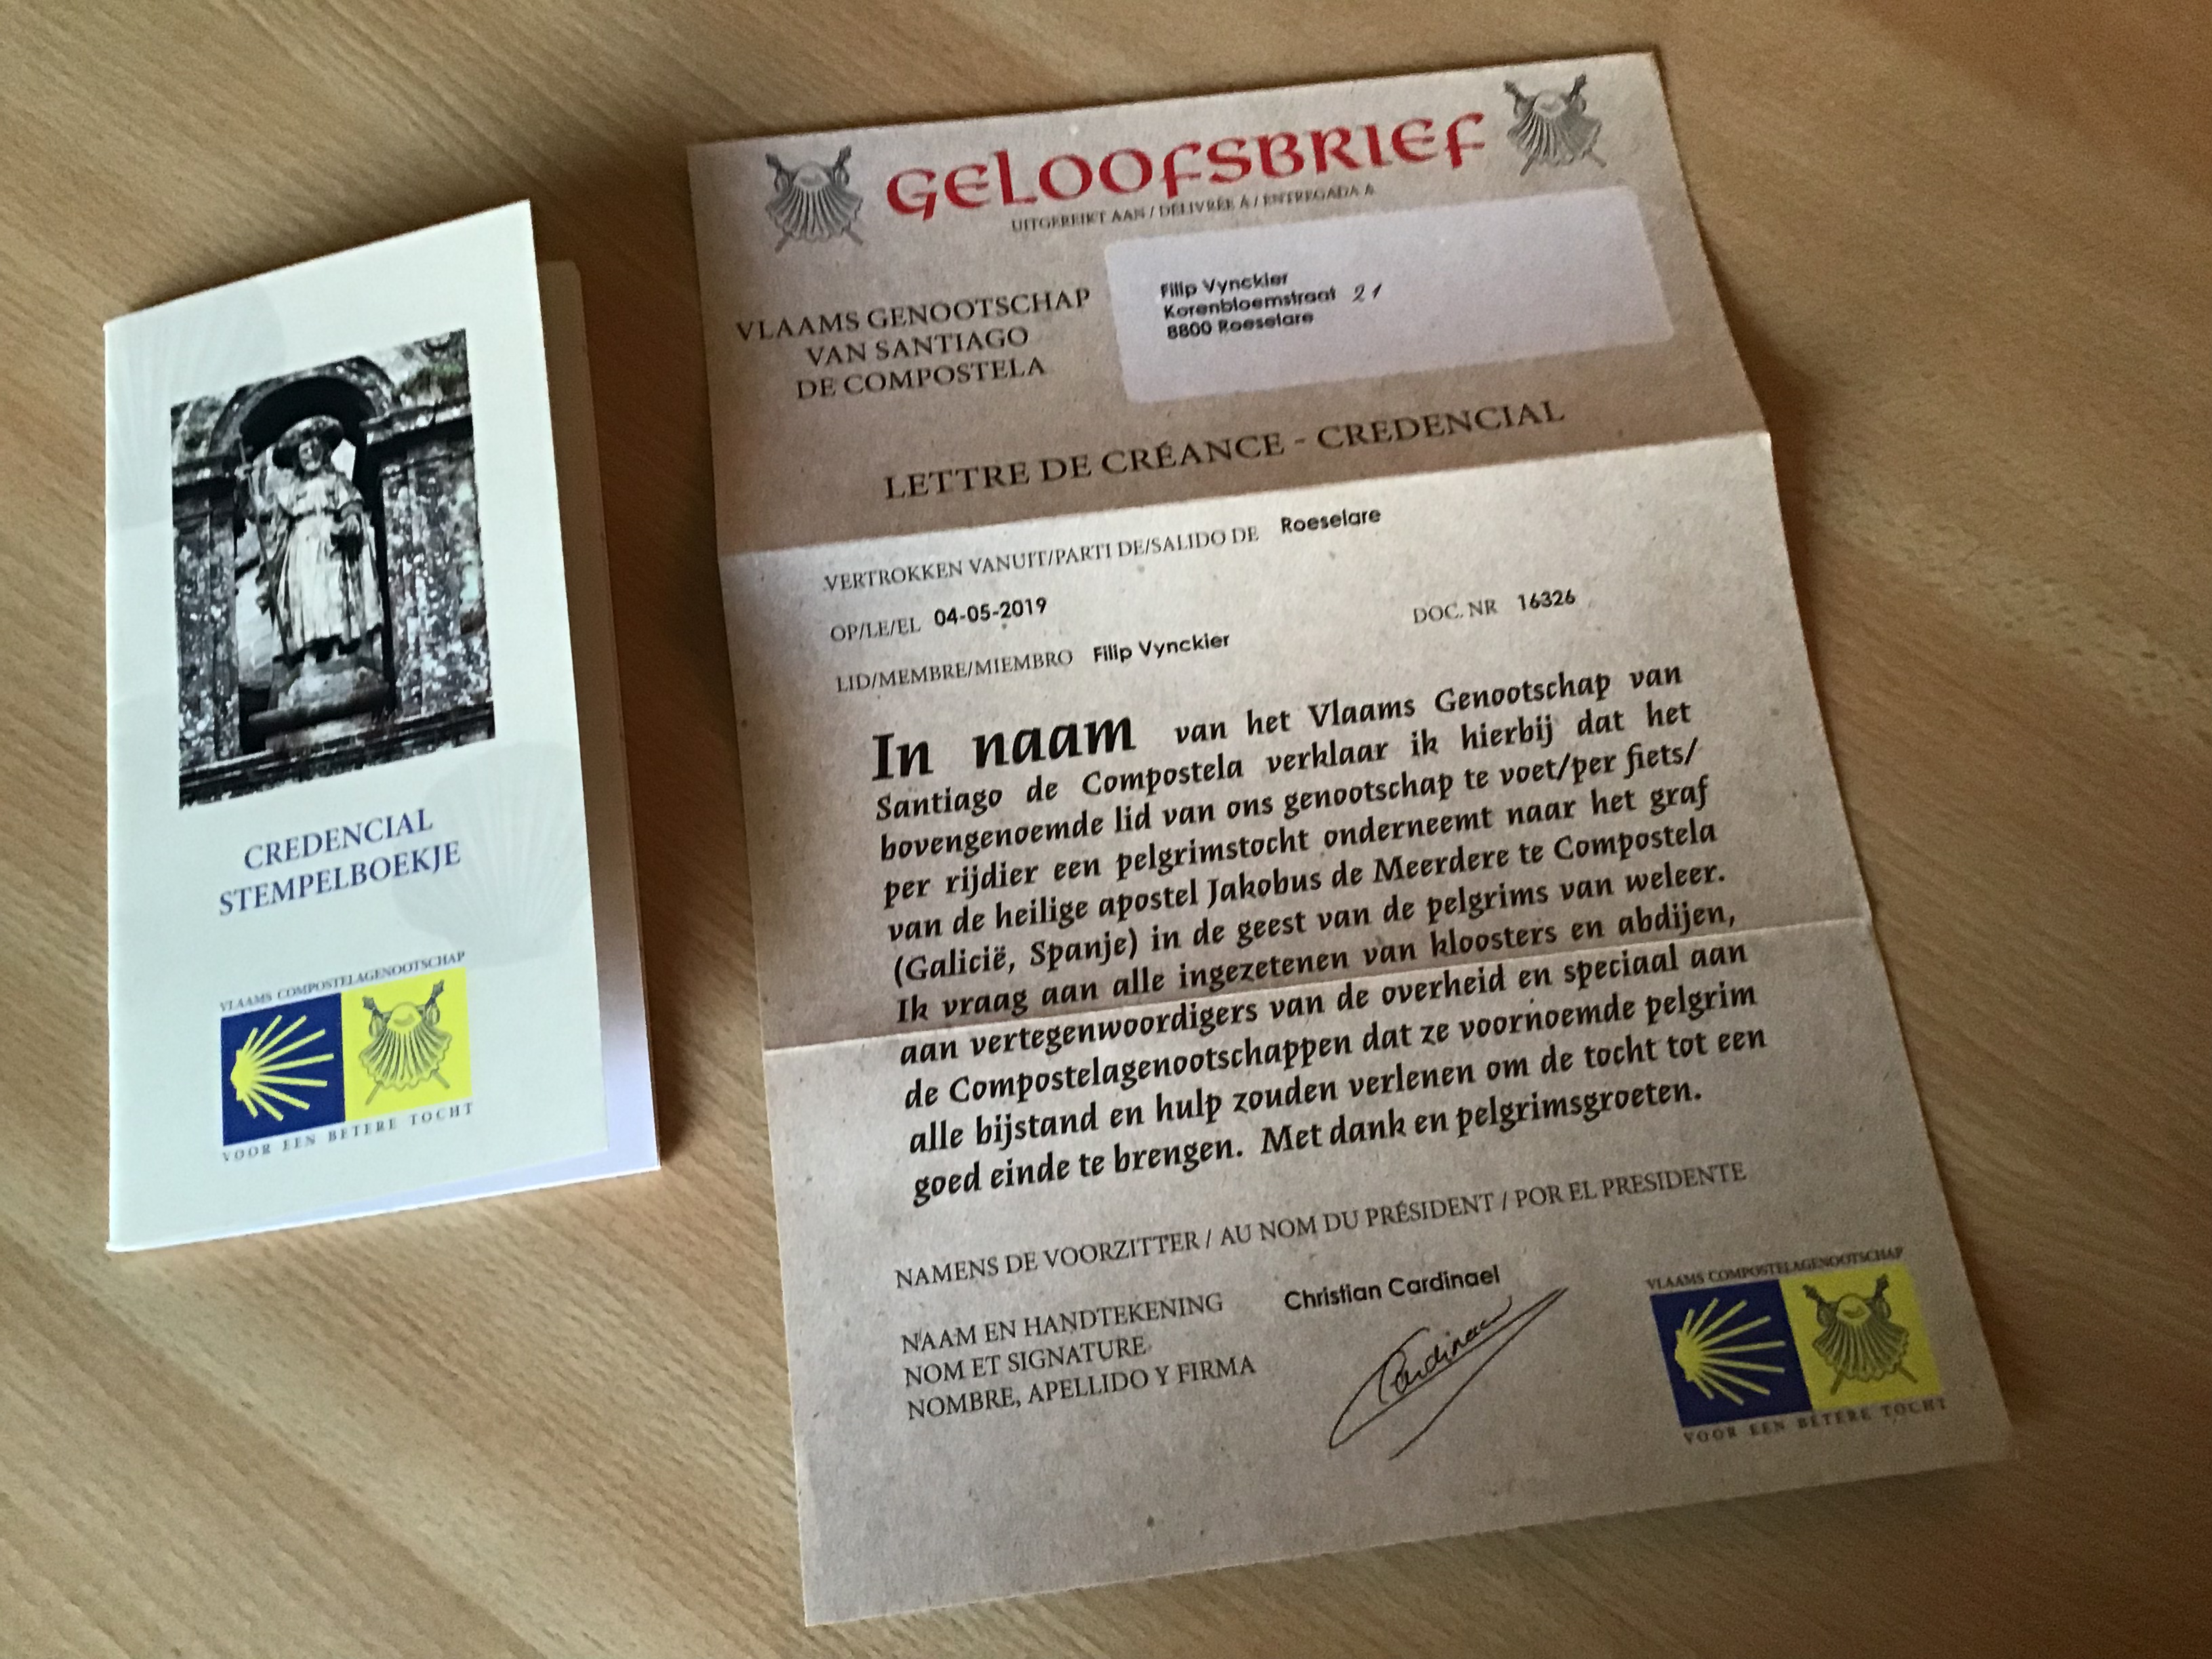 CREDENCIAL
STEMPELBOEKJE
VLAAMS COMPOSTELAGENOOTSCHAP
VOOR EEN BETERE TOCHT
GELOOFSBRIEF
UITGEREIKT AAN / DÉLIVRÉE À / ENTREGADA A
VLAAMS GENOOTSCHAP
VAN SANTIAGO
DE COMPOSTELA
Filip Vynckier
Korenbloemstraat 21
8800 Roeselare
LETTRE DE CRÉANCE - CREDENCIAL
VERTROKKEN VANUIT/PARTI DE/SALIDO DE Roeselare
OP/LE/EL 04-05-2019
DOC. NR 16326
LID/MEMBRE/MIEMBRO Filip Vynckier
In naam van het Vlaams Genootschap van
Santiago de Compostela verklaar ik hierbij dat het
bovengenoemde lid van ons genootschap te voet/per fiets/
per rijdier een pelgrimstocht onderneemt naar het graf
van de heilige apostel Jakobus de Meerdere te Compostela
(Galicië, Spanje) in de geest van de pelgrims van weleer.
Ik vraag aan alle ingezetenen van kloosters en abdijen,
aan vertegenwoordigers van de overheid en speciaal aan
de Compostelagenootschappen dat ze voornoemde pelgrim
alle bijstand en hulp zouden verlenen om de tocht tot een
goed einde te brengen. Met dank en pelgrimsgroeten.
NAMENS DE VOORZITTER / AU NOM DU PRÉSIDENT / POR EL PRESIDENTE
NAAM EN HANDTEKENING Christian Cardinael
NOM ET SIGNATURE
NOMBRE, APELLIDO Y FIRMA
Cardinael
VLAAMS COMPOSTELAGENOOTSCHAP
VOOR EEN BETERE TOCHT